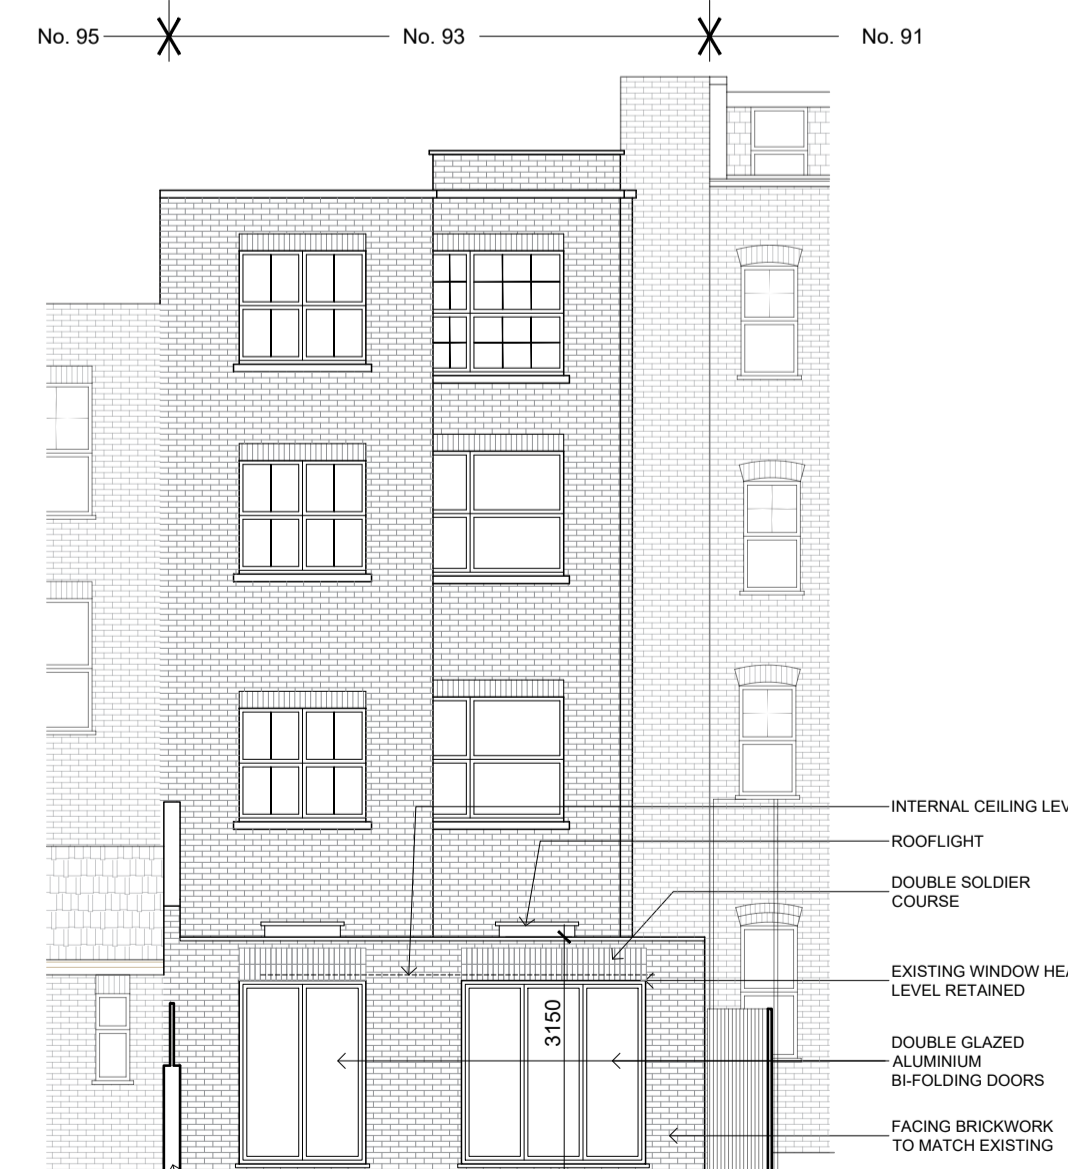 No. 95
No. 93
No. 91
INTERNAL CEILING LEV
ROOFLIGHT
DOUBLE SOLDIER
COURSE
EXISTING WINDOW HEA
LEVEL RETAINED
3150
DOUBLE GLAZED
ALUMINIUM
BI-FOLDING DOORS
FACING BRICKWORK
TO MATCH EXISTING